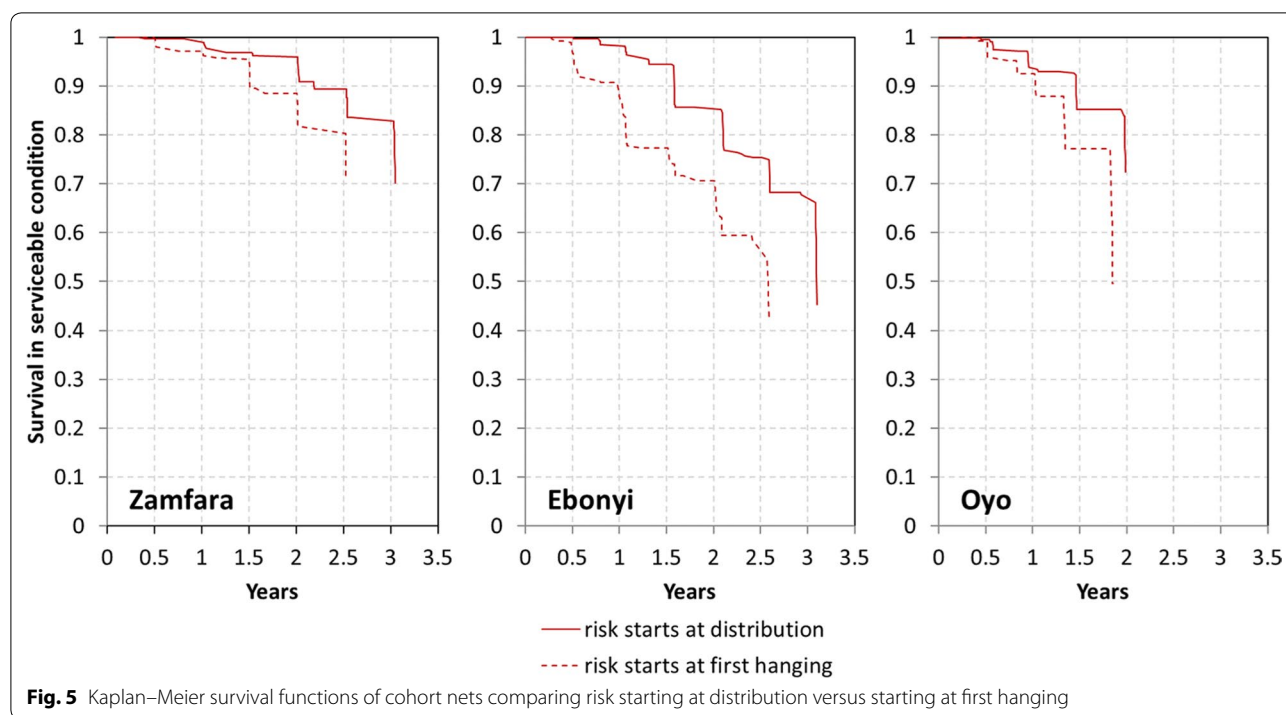 Survival in serviceable condition
1
0.9
0.8
0.7
0.6
0.5
0.4
0.3
0.2
0.1
0
Zamfara
0 0.5 1 1.5 2 2.5 3 3.5
Years
1
0.9
0.8
0.7
0.6
0.5
0.4
0.3
0.2
0.1
0
Ebonyi
0 0.5 1 1.5 2 2.5 3 3.5
Years
1
0.9
0.8
0.7
0.6
0.5
0.4
0.3
0.2
0.1
0
Oyo
0 0.5 1 1.5 2 2.5 3 3.5
Years
risk starts at distribution
risk starts at first hanging
Fig. 5 Kaplan–Meier survival functions of cohort nets comparing risk starting at distribution versus starting at first hanging